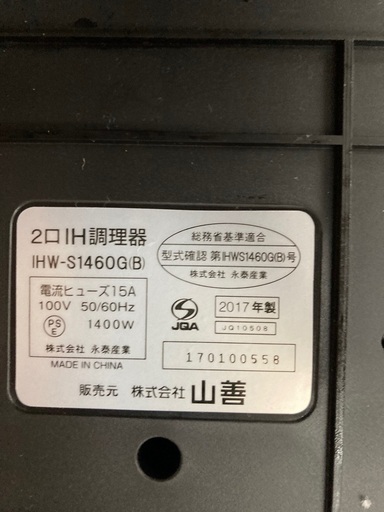 2口IH調理器
IHW-S1460G(B)
総務省基準適合
型式確認 第IHWS1460G(B)号
株式会社 永泰産業
電流ヒューズ15A
100V 50/60Hz
PSE 1400W
株式会社 永泰産業
MADE IN CHINA
JQA
2017年製
JQ10508
170100558
販売元 株式会社 山善